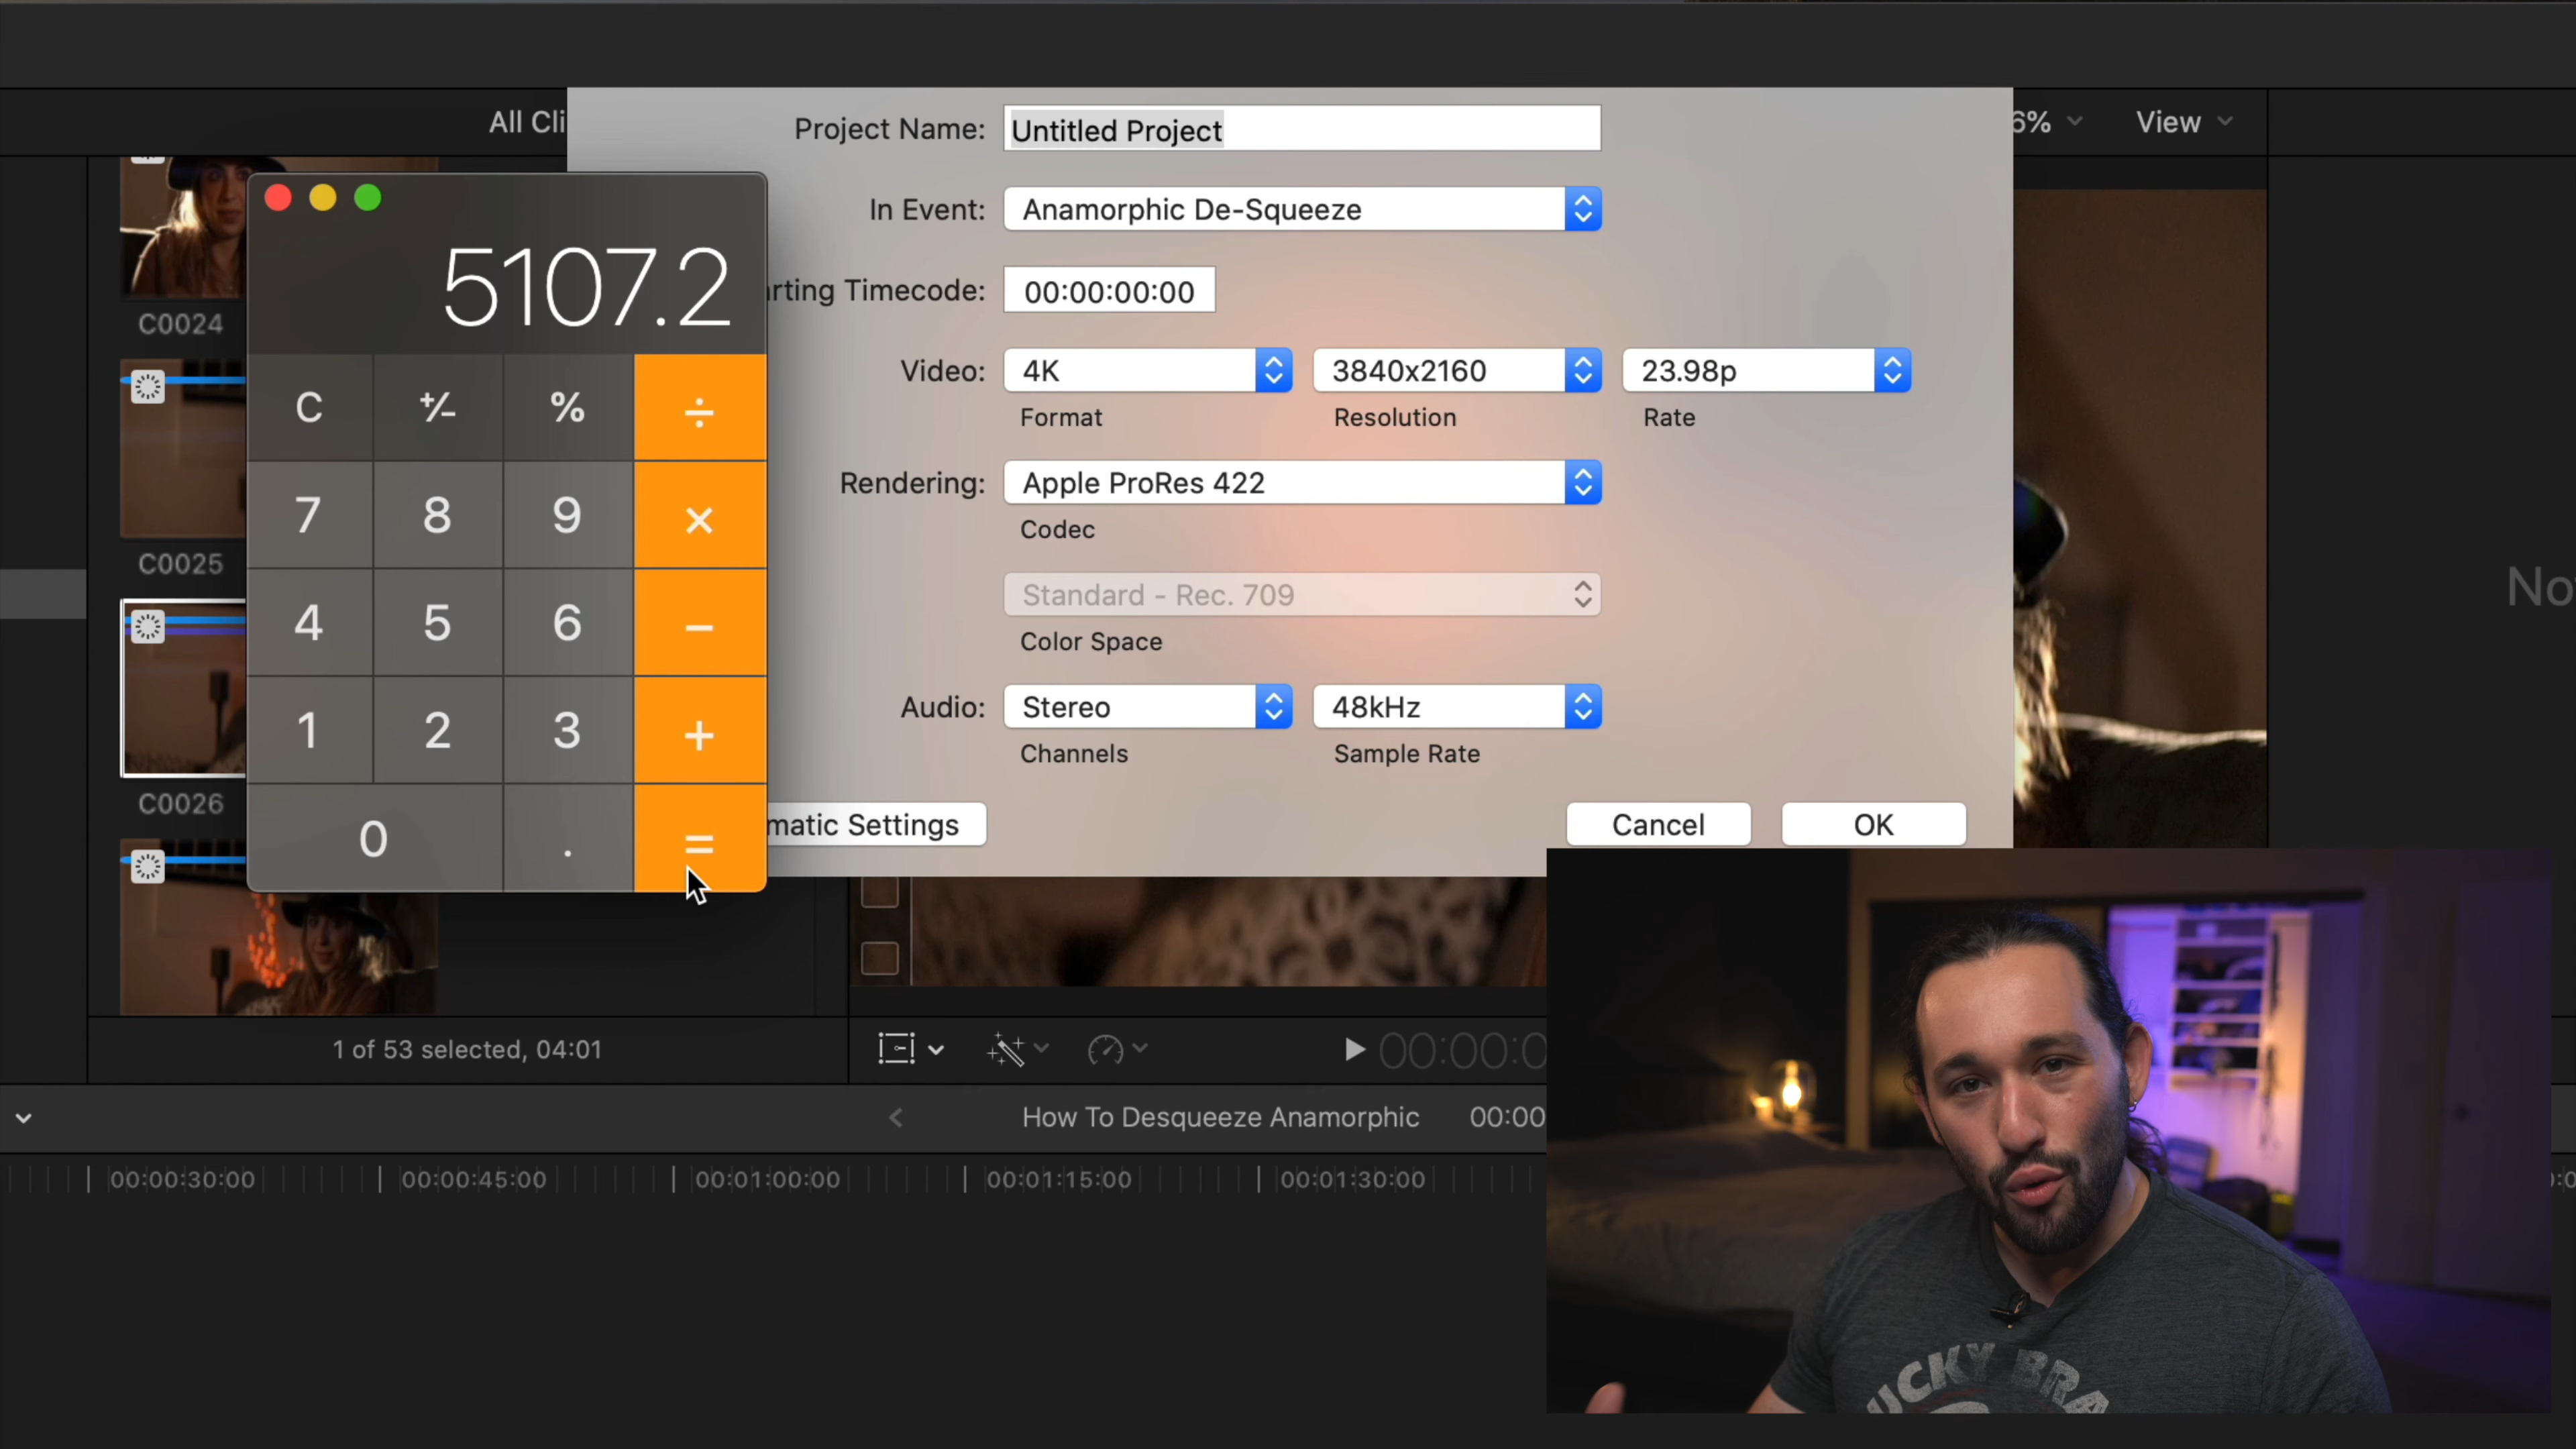 All Cli
6%
View
Project Name: Untitled Project
In Event: Anamorphic De-Squeeze
rting Timecode: 00:00:00:00
Video: 4K 3840x2160 23.98p
Format Resolution Rate
Rendering: Apple ProRes 422
Codec
Standard - Rec. 709
Color Space
Audio: Stereo 48kHz
Channels Sample Rate
matic Settings
Cancel OK
5107.2
C +/- % ÷
7 8 9 ×
4 5 6 −
1 2 3 +
0 . =
C0024
C0025
C0026
No
1 of 53 selected, 04:01
00:00:0
How To Desqueeze Anamorphic 00:00
00:00:30:00 00:00:45:00 00:01:00:00 00:01:15:00 00:01:30:00
UCKY BRA